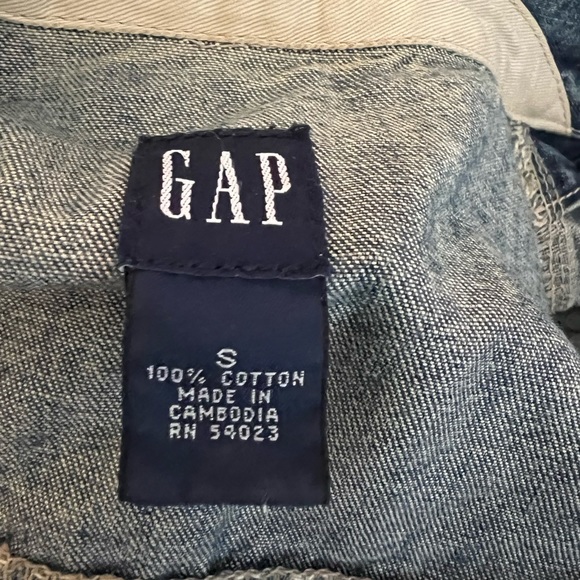 GAP
S
100% COTTON
MADE IN
CAMBODIA
RN 54023